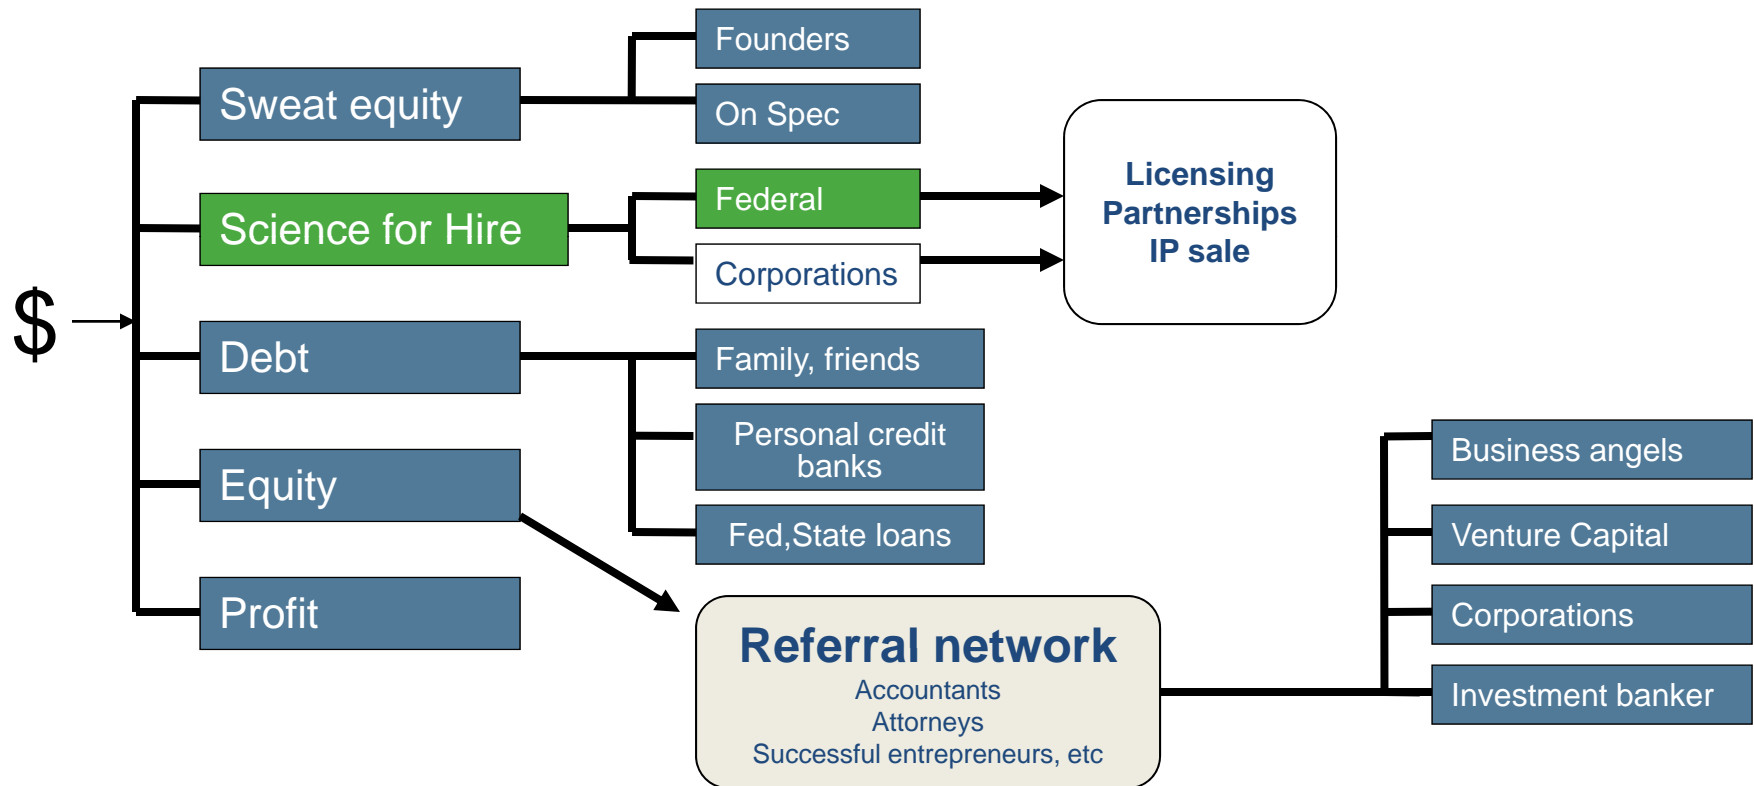 $
Sweat equity
Science for Hire
Debt
Equity
Profit
Founders
On Spec
Federal
Corporations
Family, friends
Personal credit
banks
Fed,State loans
Licensing
Partnerships
IP sale
Referral network
Accountants
Attorneys
Successful entrepreneurs, etc
Business angels
Venture Capital
Corporations
Investment banker